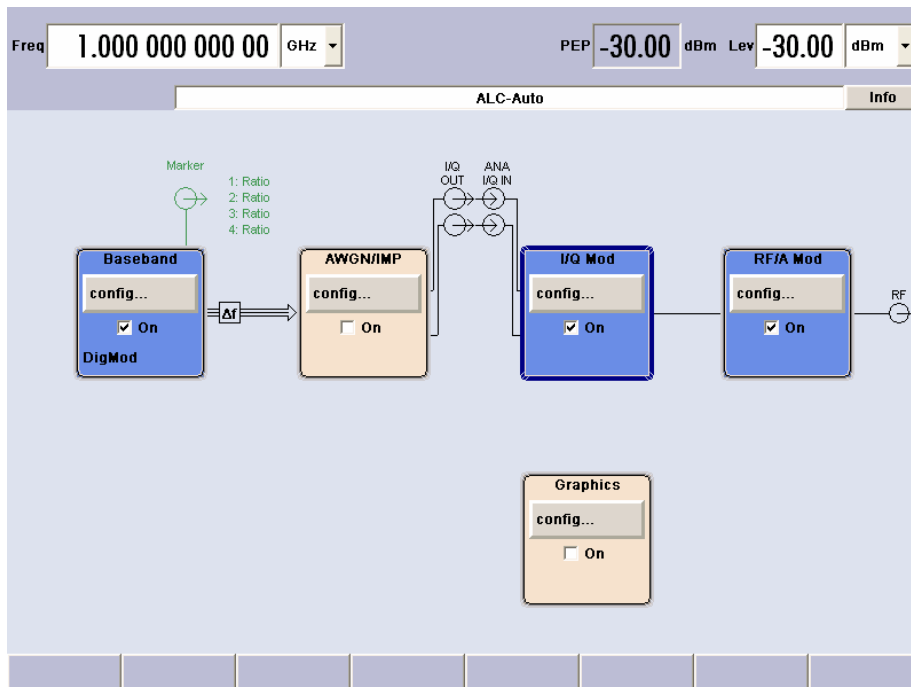 Freq 1.000 000 000 00 GHz PEP -30.00 dBm Lev -30.00 dBm
ALC-Auto Info
Marker
1: Ratio
2: Ratio
3: Ratio
4: Ratio
I/Q OUT
ANA I/Q IN
Baseband
config...
On
DigMod
Δf
AWGN/IMP
config...
On
I/Q Mod
config...
On
RF/A Mod
config...
On
RF
Graphics
config...
On